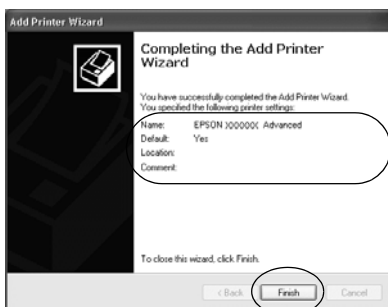 Add Printer Wizard
Completing the Add Printer
Wizard
You have successfully completed the Add Printer Wizard.
You specified the following printer settings:
Name: EPSON XXXXXX Advanced
Default: Yes
Location:
Comment:
To close this wizard, click Finish.
< Back Finish Cancel